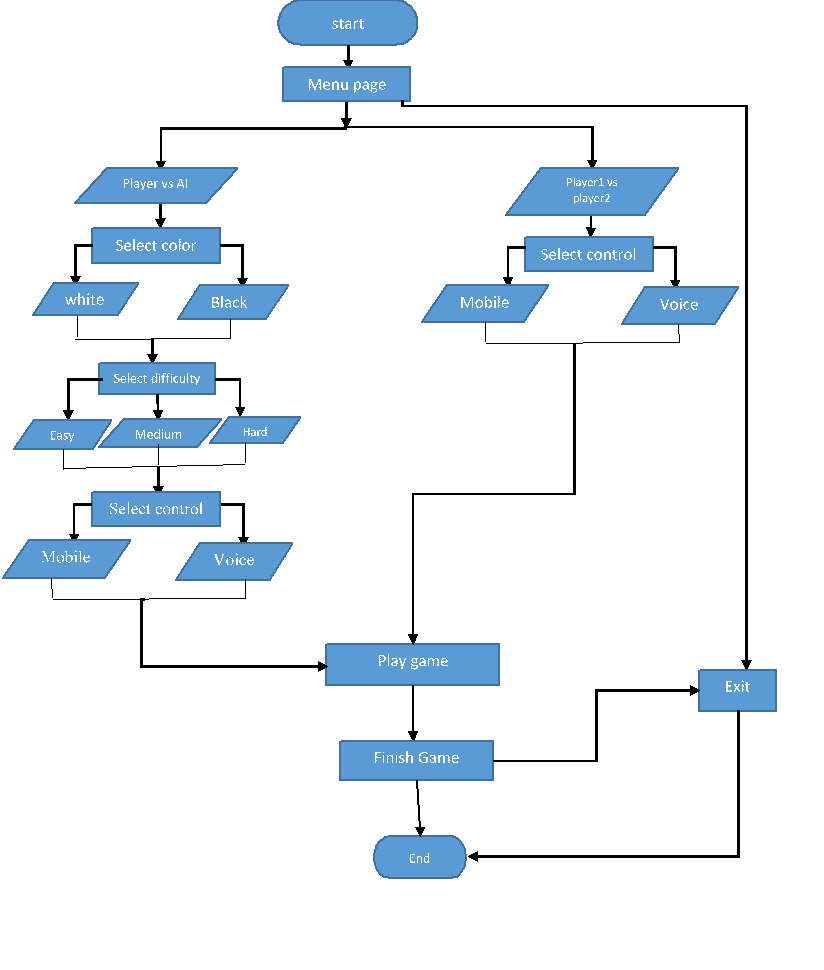 start
Menu page
Player vs AI
Player1 vs
player2
Select color
Select control
white
Black
Mobile
Voice
Select difficulty
Easy
Medium
Hard
Select control
Mobile
Voice
Play game
Exit
Finish Game
End